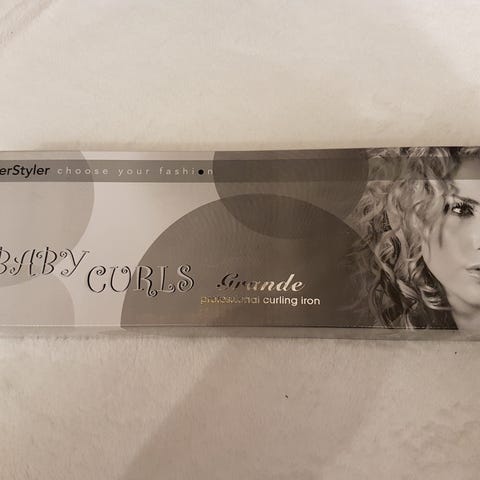 erStyler choose your fashion
BABY CURLS
Grande
professional curling iron